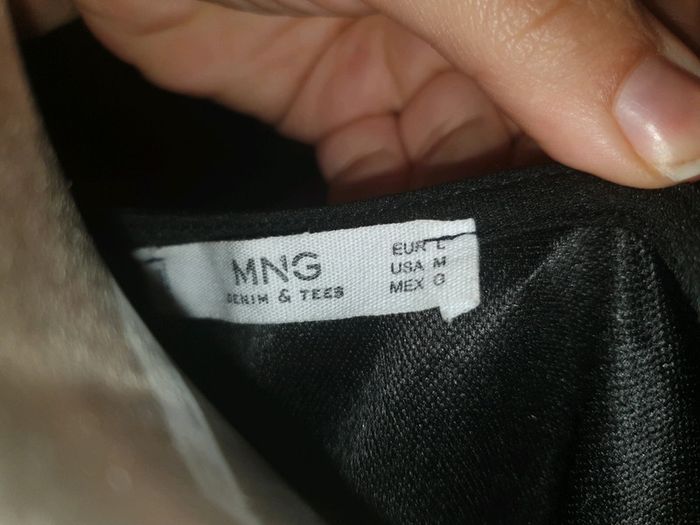 MNG
DENIM & TEES
EUR L
USA M
MEX G